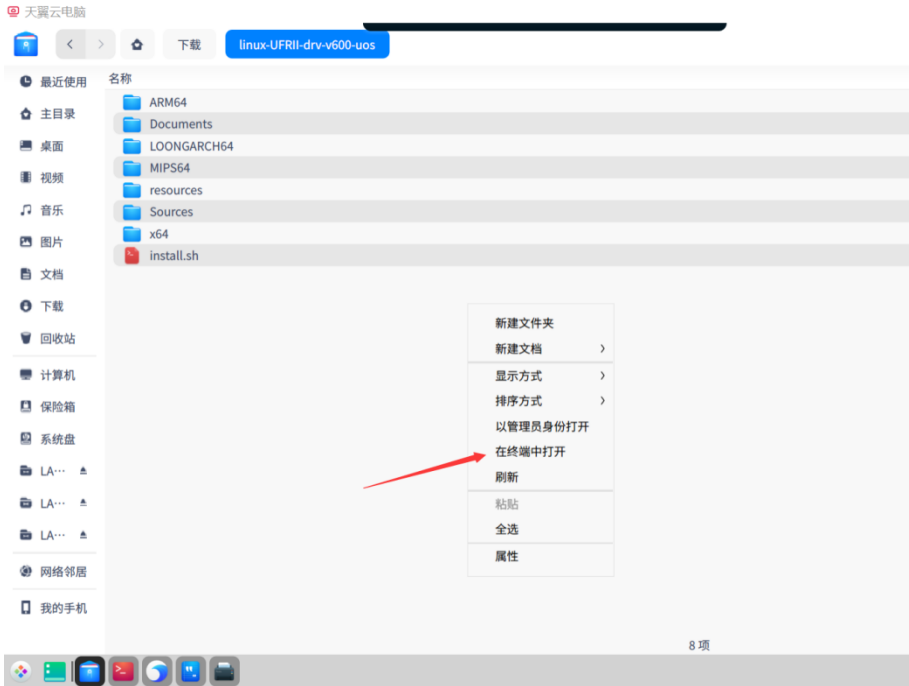 天翼云电脑
下载 linux-UFRII-drv-v600-uos
最近使用
主目录
桌面
视频
音乐
图片
文档
下载
回收站
计算机
保险箱
系统盘
LA···
LA···
LA···
网络邻居
我的手机
名称
ARM64
Documents
LOONGARCH64
MIPS64
resources
Sources
x64
install.sh
新建文件夹
新建文档
显示方式
排序方式
以管理员身份打开
在终端中打开
刷新
粘贴
全选
属性
8 项